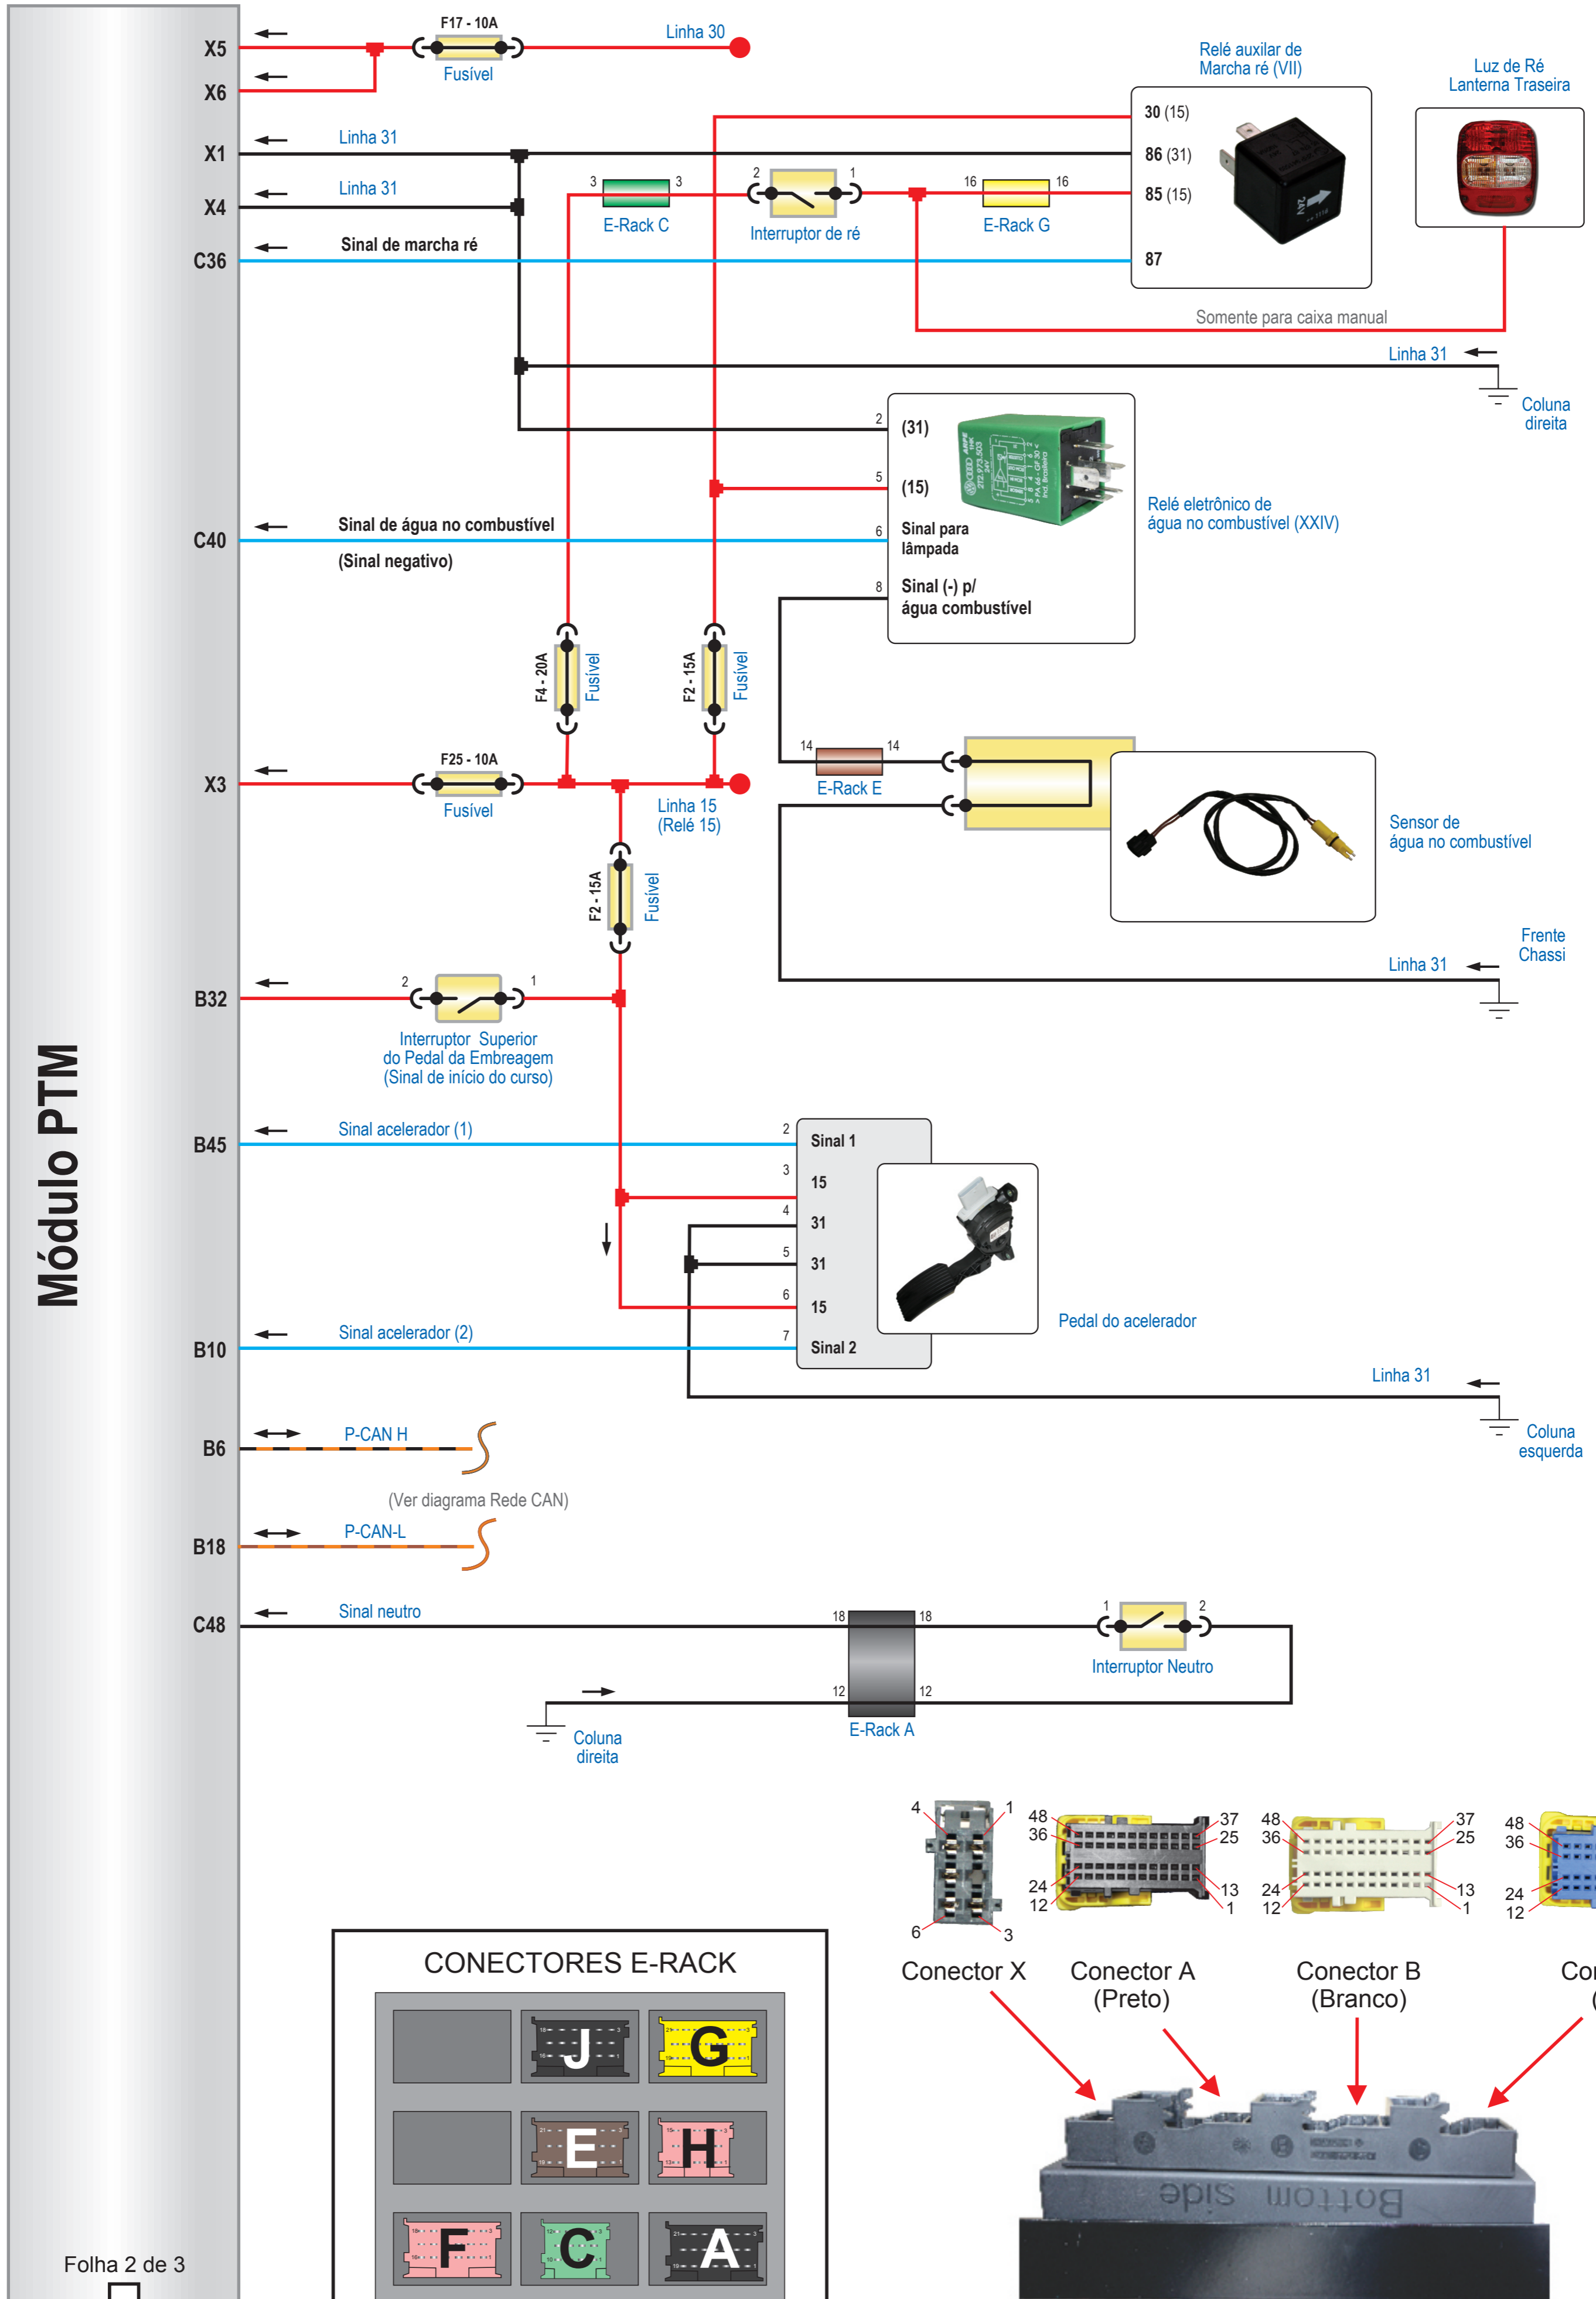 F17 - 10A
Linha 30
X5
Fusível
X6
Relé auxilar de
Marcha ré (VII)
Luz de Ré
Lanterna Traseira
30 (15)
Linha 31
X1
86 (31)
Linha 31
X4
3 3
E-Rack C
2 1
Interruptor de ré
16 16
E-Rack G
85 (15)
24V
Sinal de marcha ré
C36
87
Somente para caixa manual
Linha 31
Coluna
direita
2 (31)
5 (15)
Relé eletrônico de
água no combustível (XXIV)
Sinal de água no combustível
C40
(Sinal negativo)
6 Sinal para
lâmpada
8 Sinal (-) p/
água combustível
F4 - 20A
Fusível
F2 - 15A
Fusível
F25 - 10A
X3
Fusível
Linha 15
(Relé 15)
14 14
E-Rack E
Sensor de
água no combustível
F2 - 15A
Fusível
Frente
Chassi
Linha 31
2 1
B32
Interruptor Superior
do Pedal da Embreagem
(Sinal de início do curso)
Módulo PTM
Sinal acelerador (1)
B45
2 Sinal 1
3 15
4 31
5 31
6 15
7 Sinal 2
Pedal do acelerador
Sinal acelerador (2)
B10
Linha 31
Coluna
esquerda
P-CAN H
B6
(Ver diagrama Rede CAN)
P-CAN-L
B18
Sinal neutro
C48
18 18
1 2
Interruptor Neutro
12 12
E-Rack A
Coluna
direita
4 1
6 3
48 37
36 25
24 13
12 1
48 37
36 25
24 13
12 1
48
36
24
12
Conector X
Conector A
(Preto)
Conector B
(Branco)
CONECTORES E-RACK
J
G
E
H
F
C
A
Bottom side
Folha 2 de 3